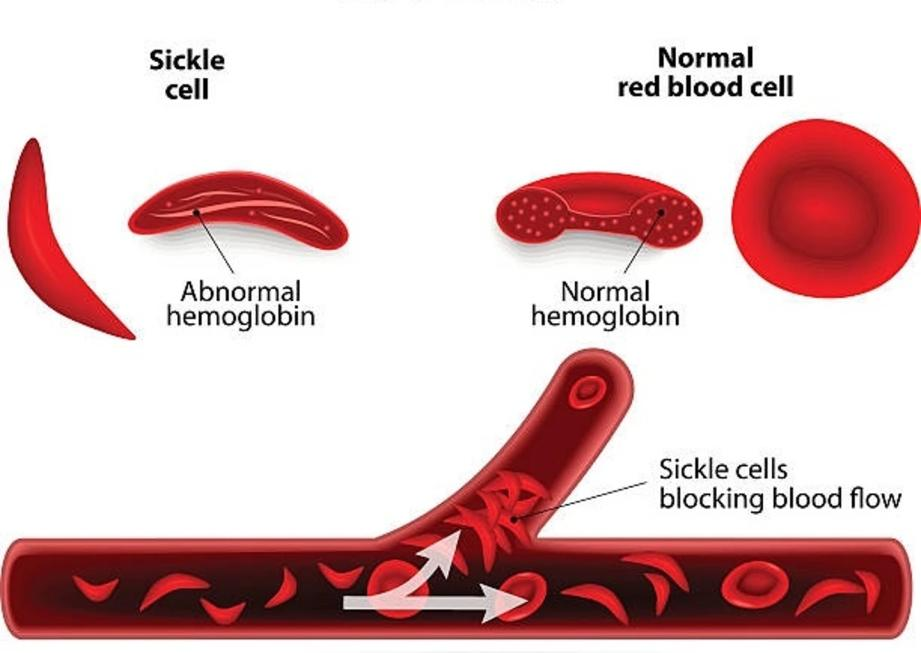 Sickle
cell
Normal
red blood cell
Abnormal
hemoglobin
Normal
hemoglobin
Sickle cells
blocking blood flow